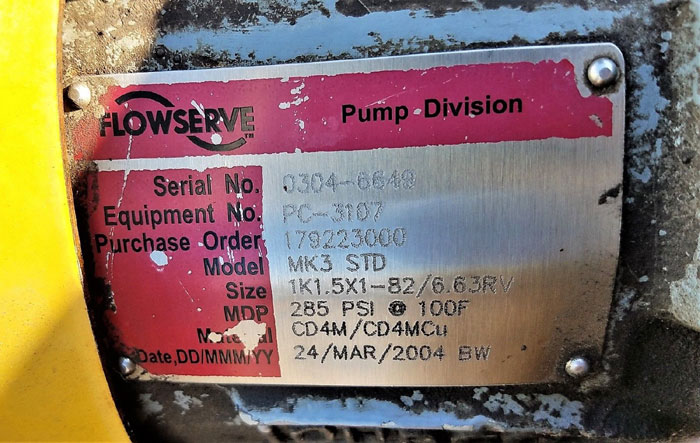 FLOWSERVE Pump Division
Serial No. 0304-6649
Equipment No. PC-3107
Purchase Order 179223000
Model MK3 STD
Size 1K1.5X1-82/6.63RV
MDP 285 PSI @ 100F
Material CD4M/CD4MCu
Date,DD/MMM/YY 24/MAR/2004 BW